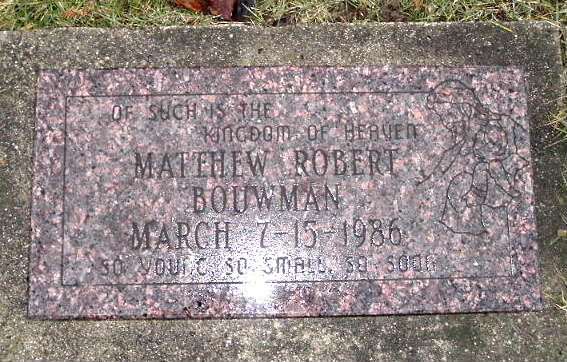 OF SUCH IS THE
KINGDOM OF HEAVEN
MATTHEW ROBERT
BOUWMAN
MARCH 7-15-1986
SO YOUNG SO SMALL, SO SOON